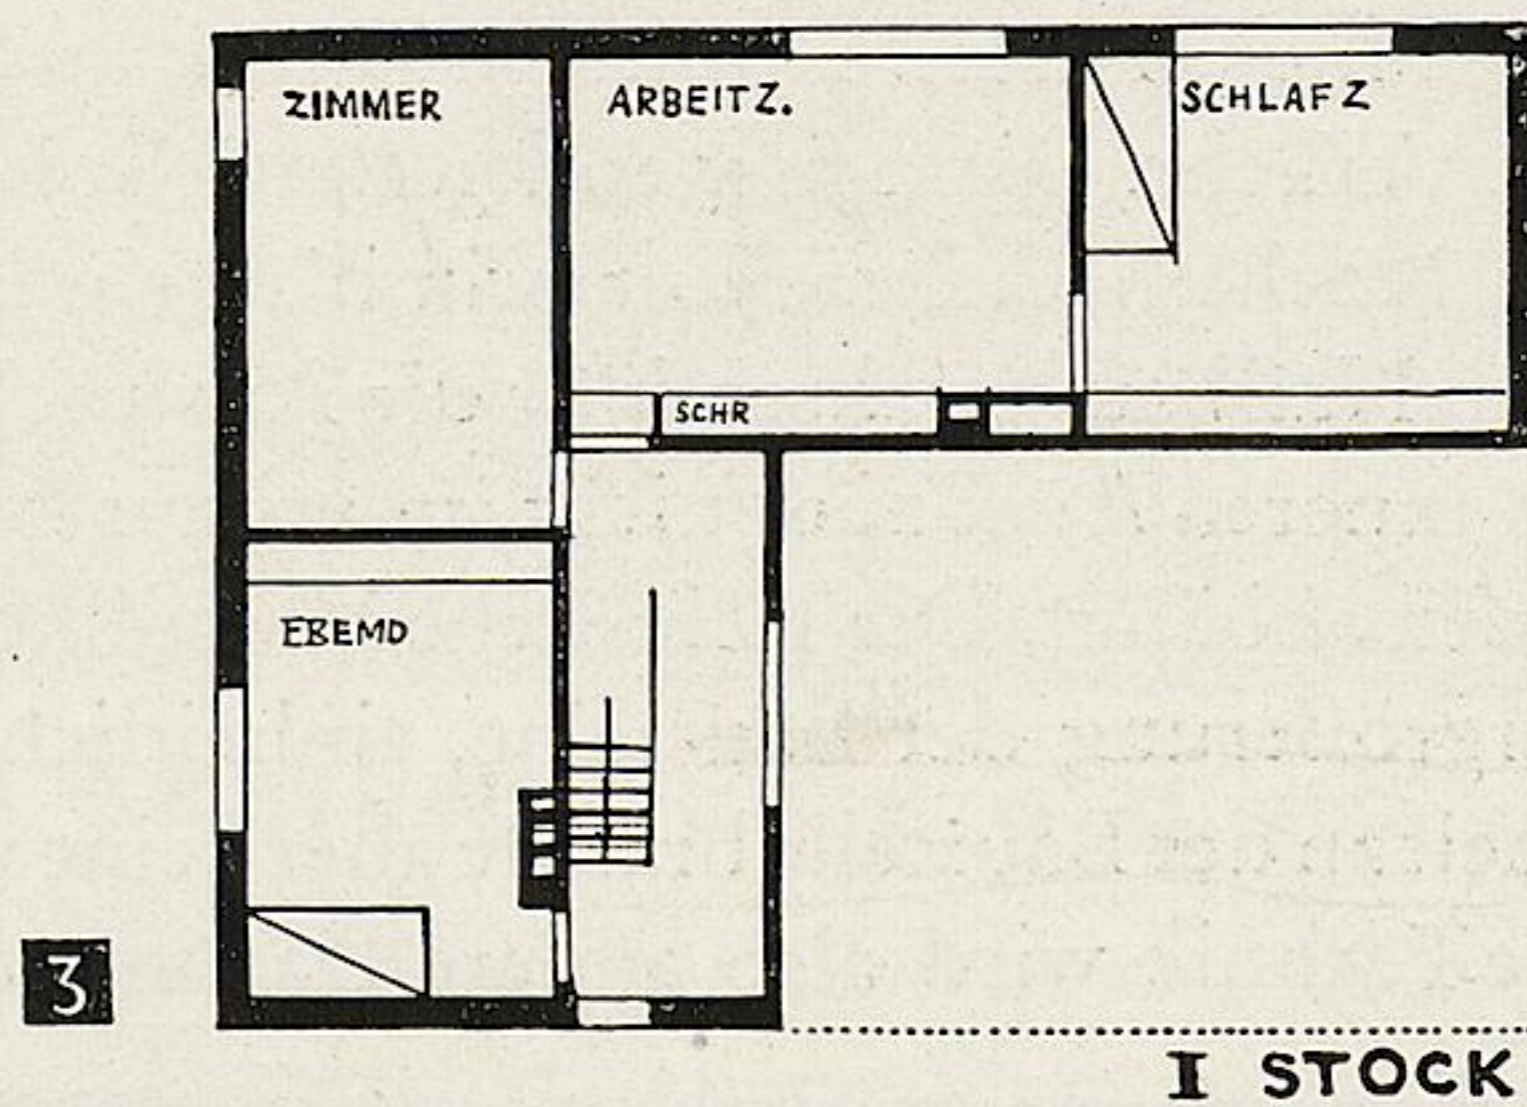 ZIMMER
ARBEITZ.
SCHLAFZ
SCHR
EBEMD
3
I STOCK